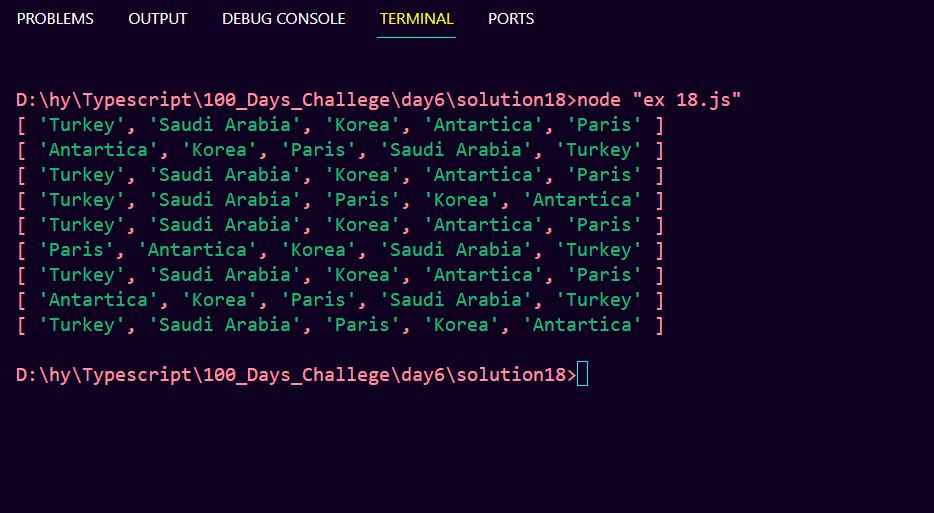 PROBLEMS OUTPUT DEBUG CONSOLE TERMINAL PORTS
D:\hy\Typescript\100_Days_Challege\day6\solution18>node "ex 18.js"
[ 'Turkey', 'Saudi Arabia', 'Korea', 'Antartica', 'Paris' ]
[ 'Antartica', 'Korea', 'Paris', 'Saudi Arabia', 'Turkey' ]
[ 'Turkey', 'Saudi Arabia', 'Korea', 'Antartica', 'Paris' ]
[ 'Turkey', 'Saudi Arabia', 'Paris', 'Korea', 'Antartica' ]
[ 'Turkey', 'Saudi Arabia', 'Korea', 'Antartica', 'Paris' ]
[ 'Paris', 'Antartica', 'Korea', 'Saudi Arabia', 'Turkey' ]
[ 'Turkey', 'Saudi Arabia', 'Korea', 'Antartica', 'Paris' ]
[ 'Antartica', 'Korea', 'Paris', 'Saudi Arabia', 'Turkey' ]
[ 'Turkey', 'Saudi Arabia', 'Paris', 'Korea', 'Antartica' ]
D:\hy\Typescript\100_Days_Challege\day6\solution18>